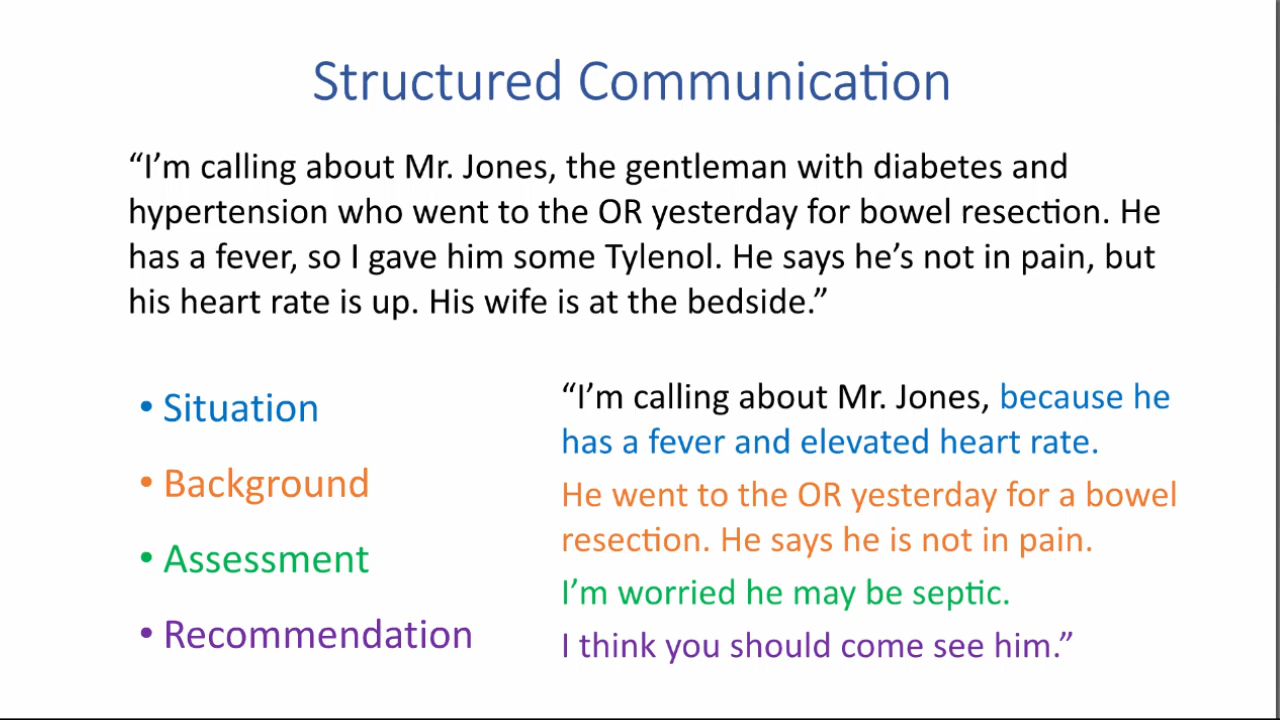 Structured Communication
“I’m calling about Mr. Jones, the gentleman with diabetes and
hypertension who went to the OR yesterday for bowel resection. He
has a fever, so I gave him some Tylenol. He says he’s not in pain, but
his heart rate is up. His wife is at the bedside.”
• Situation
• Background
• Assessment
• Recommendation
“I’m calling about Mr. Jones, because he
has a fever and elevated heart rate.
He went to the OR yesterday for a bowel
resection. He says he is not in pain.
I’m worried he may be septic.
I think you should come see him.”